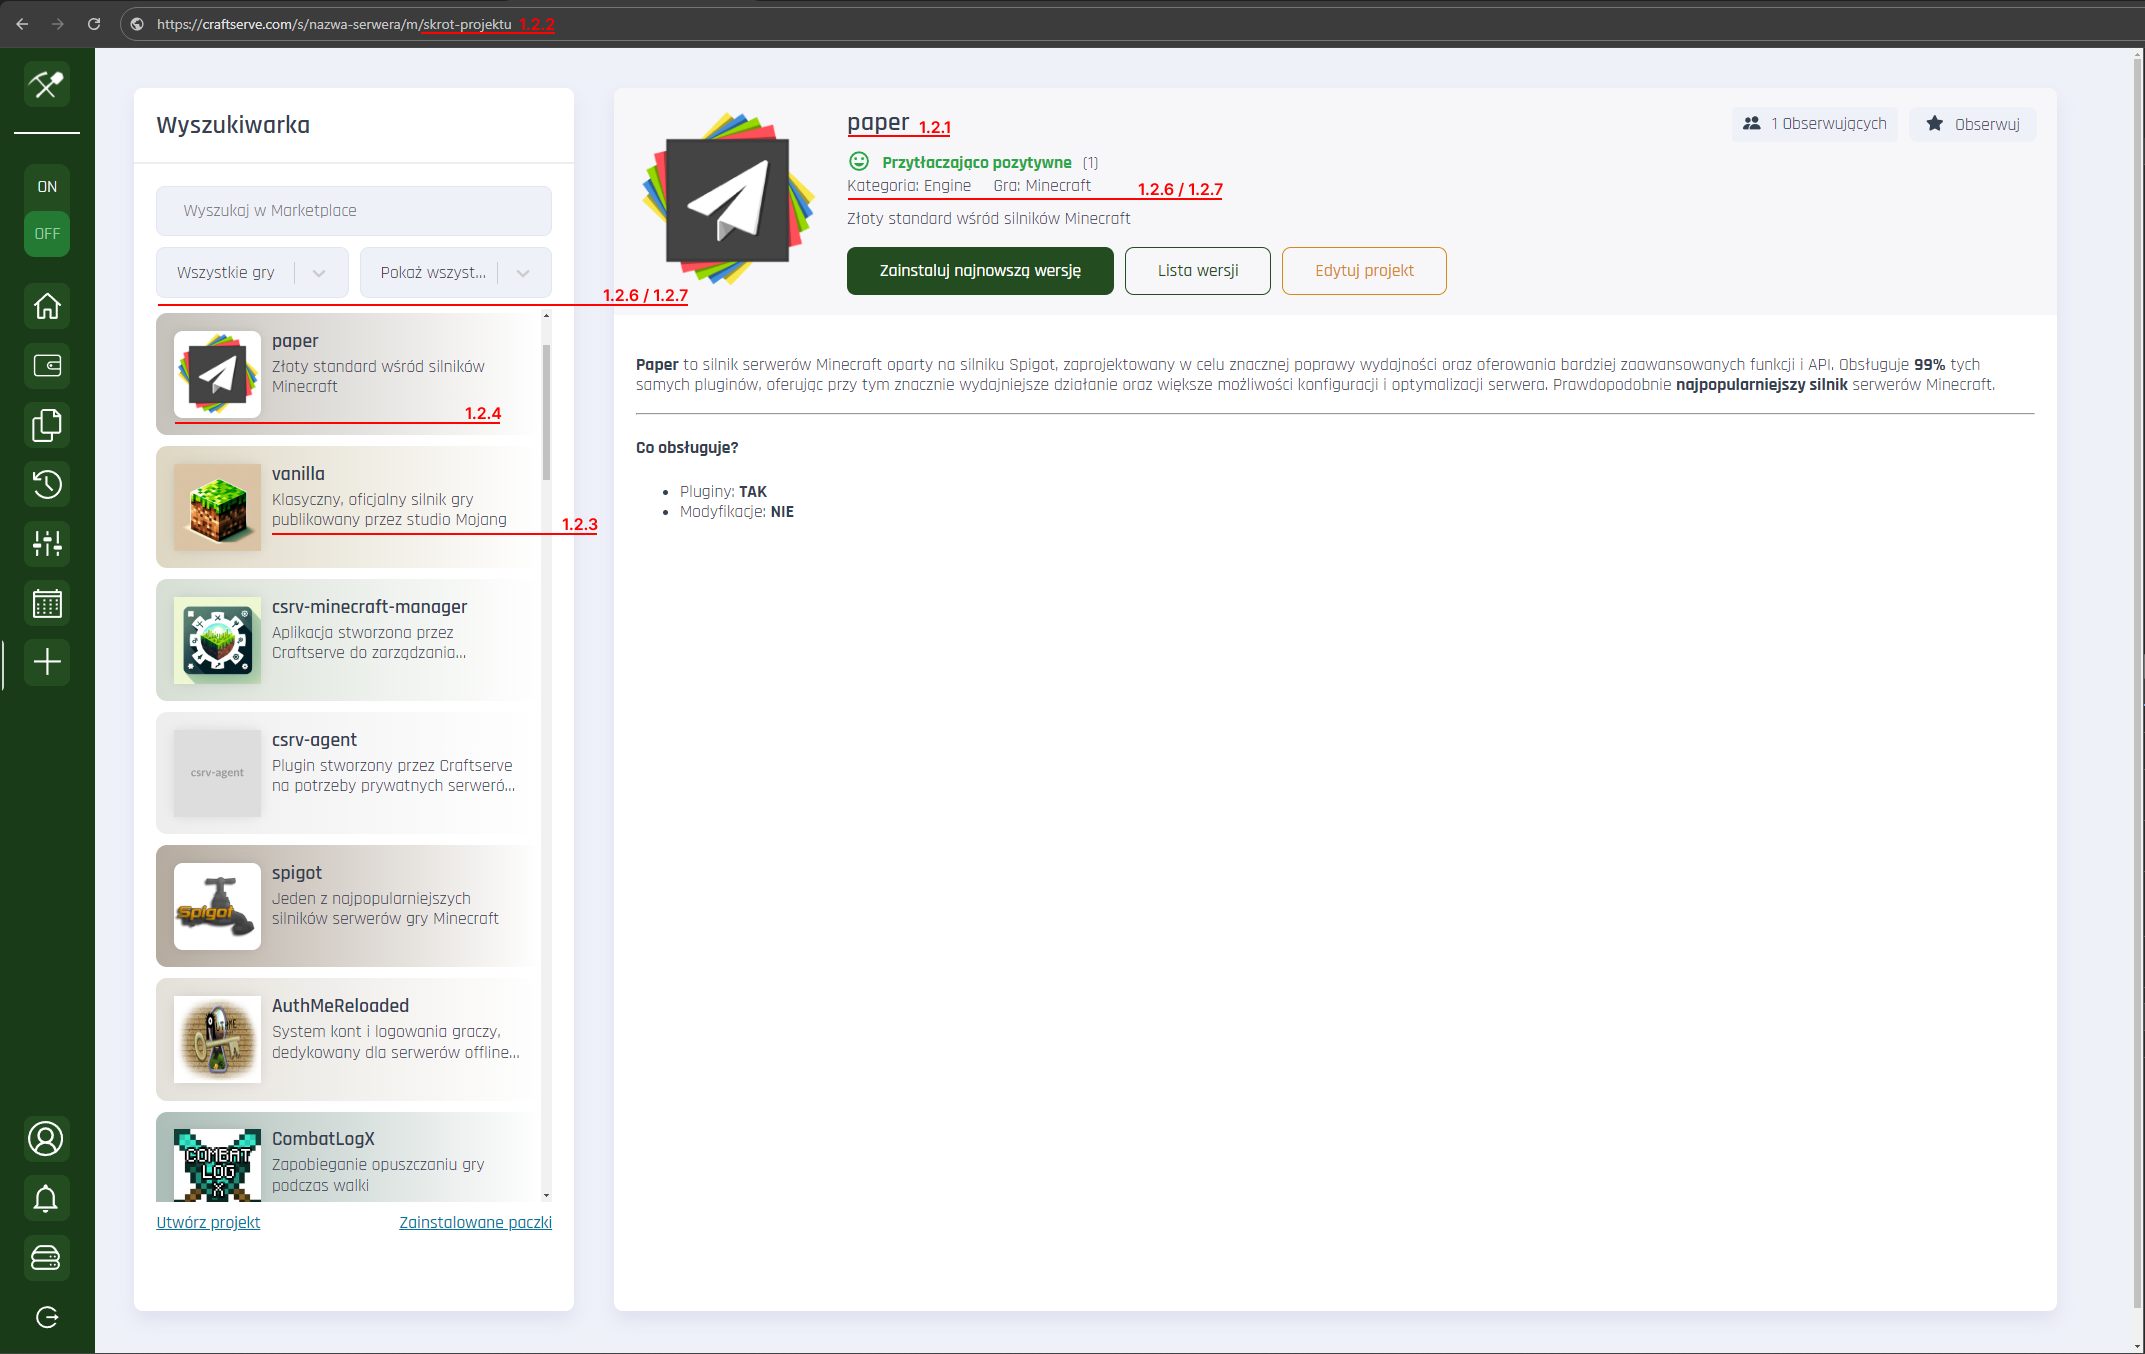 https://craftserve.com/s/nazwa-serwera/m/skrot-projektu 1.2.2
ON
OFF
Wyszukiwarka
Wyszukaj w Marketplace
Wszystkie gry
Pokaż wszyst...
1.2.6 / 1.2.7
paper
Złoty standard wśród silników
Minecraft
1.2.4
vanilla
Klasyczny, oficjalny silnik gry
publikowany przez studio Mojang
1.2.3
csrv-minecraft-manager
Aplikacja stworzona przez
Craftserve do zarządzania...
csrv-agent
csrv-agent
Plugin stworzony przez Craftserve
na potrzeby prywatnych serweró...
Spigot
spigot
Jeden z najpopularniejszych
silników serwerów gry Minecraft
AuthMeReloaded
System kont i logowania graczy,
dedykowany dla serwerów offline...
COMBAT
LOG
X
CombatLogX
Zapobieganie opuszczaniu gry
podczas walki
Utwórz projekt
Zainstalowane paczki
paper 1.2.1
1 Obserwujących
Obserwuj
Przytłaczająco pozytywne (1)
Kategoria: Engine Gra: Minecraft 1.2.6 / 1.2.7
Złoty standard wśród silników Minecraft
Zainstaluj najnowszą wersję
Lista wersji
Edytuj projekt
Paper to silnik serwerów Minecraft oparty na silniku Spigot, zaprojektowany w celu znacznej poprawy wydajności oraz oferowania bardziej zaawansowanych funkcji i API. Obsługuje 99% tych
samych pluginów, oferując przy tym znacznie wydajniejsze działanie oraz większe możliwości konfiguracji i optymalizacji serwera. Prawdopodobnie najpopularniejszy silnik serwerów Minecraft.
Co obsługuje?
Pluginy: TAK
Modyfikacje: NIE